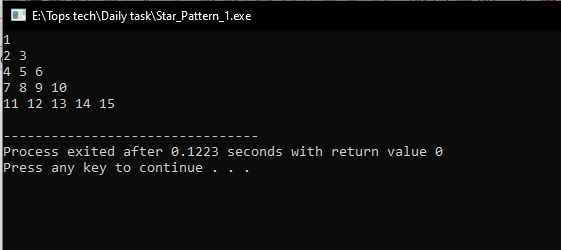 E:\Tops tech\Daily task\Star_Pattern_1.exe
1
2 3
4 5 6
7 8 9 10
11 12 13 14 15
--------------------------------
Process exited after 0.1223 seconds with return value 0
Press any key to continue . . .